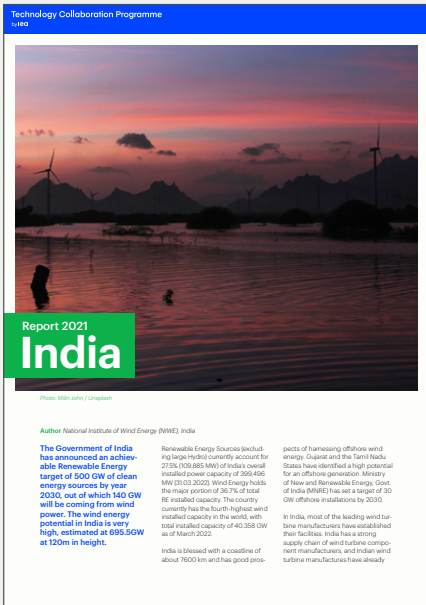 Technology Collaboration Programme
by iea
Report 2021
India
Photo: Milin John / Unsplash
Author National Institute of Wind Energy (NIWE), India
The Government of India
has announced an achiev-
able Renewable Energy
target of 500 GW of clean
energy sources by year
2030, out of which 140 GW
will be coming from wind
power. The wind energy
potential in India is very
high, estimated at 695.5GW
at 120m in height.
Renewable Energy Sources (exclud-
ing large Hydro) currently account for
27.5% (109,885 MW) of India's overall
installed power capacity of 399,496
MW (31.03.2022). Wind Energy holds
the major portion of 36.7% of total
RE installed capacity. The country
currently has the fourth-highest wind
installed capacity in the world, with
total installed capacity of 40.358 GW
as of March 2022.
India is blessed with a coastline of
about 7600 km and has good pros-
pects of harnessing offshore wind
energy. Gujarat and the Tamil Nadu
States have identified a high potential
for an offshore generation. Ministry
of New and Renewable Energy, Govt.
of India (MNRE) has set a target of 30
GW offshore installations by 2030.
In India, most of the leading wind tur-
bine manufacturers have established
their facilities. India has a strong
supply chain of wind turbine compo-
nent manufacturers, and Indian wind
turbine manufacturers have already